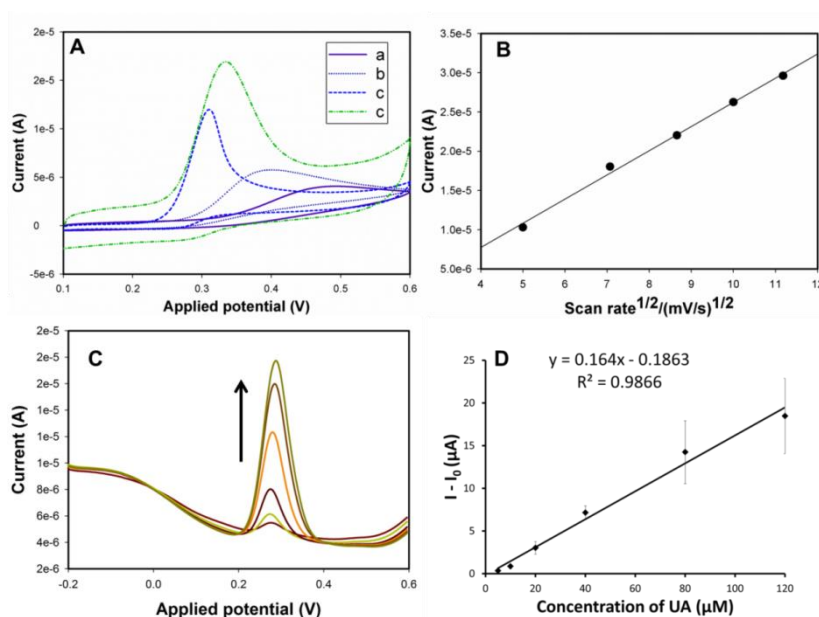 A
a
b
c
c
2e-5
2e-5
1e-5
5e-6
0
-5e-6
0.1
0.2
0.3
0.4
0.5
0.6
Current (A)
Applied potential (V)
B
3.5e-5
3.0e-5
2.5e-5
2.0e-5
1.5e-5
1.0e-5
5.0e-6
4
5
6
7
8
9
10
11
12
Current (A)
Scan rate1/2/(mV/s)1/2
C
2e-5
2e-5
1e-5
1e-5
1e-5
8e-6
6e-6
4e-6
2e-6
-0.2
0.0
0.2
0.4
0.6
Current (A)
Applied potential (V)
D
y = 0.164x - 0.1863
R² = 0.9866
25
20
15
10
5
0
0
20
40
60
80
100
120
I - I0 (µA)
Concentration of UA (µM)